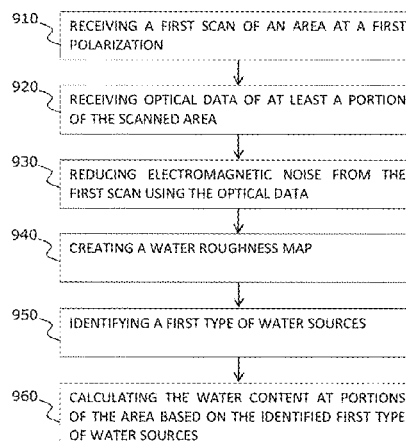 910
RECEIVING A FIRST SCAN OF AN AREA AT A FIRST
POLARIZATION
920
RECEIVING OPTICAL DATA OF AT LEAST A PORTION
OF THE SCANNED AREA
930
REDUCING ELECTROMAGNETIC NOISE FROM THE
FIRST SCAN USING THE OPTICAL DATA
940
CREATING A WATER ROUGHNESS MAP
950
IDENTIFYING A FIRST TYPE OF WATER SOURCES
960
CALCULATING THE WATER CONTENT AT PORTIONS
OF THE AREA BASED ON THE IDENTIFIED FIRST TYPE
OF WATER SOURCES